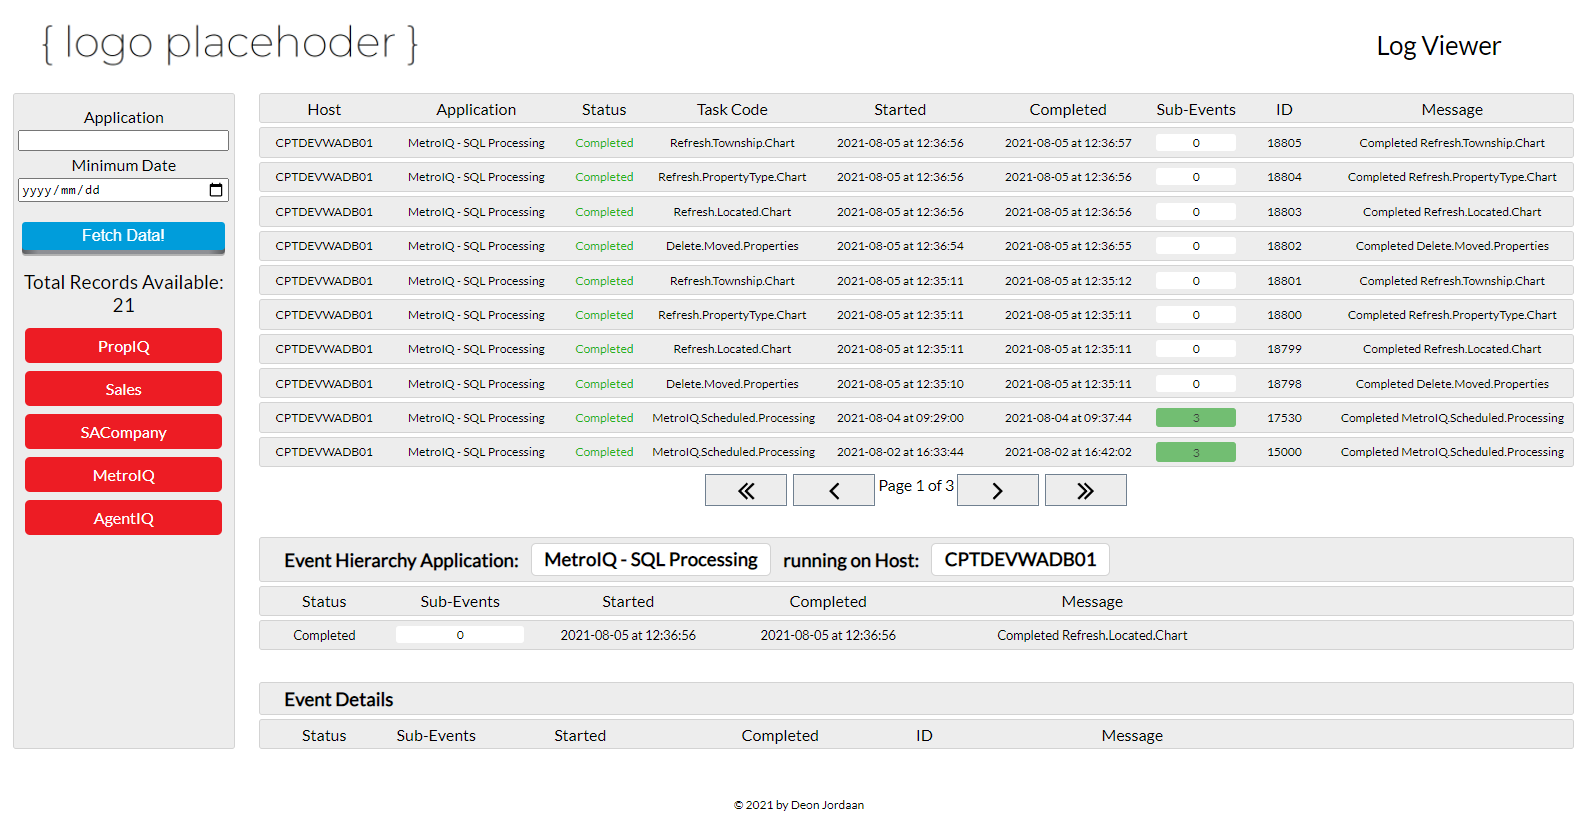 { logo placehoder }
Log Viewer
Application
Minimum Date
yyyy/mm/dd
Fetch Data!
Total Records Available:
21
PropIQ
Sales
SACompany
MetroIQ
AgentIQ
Host Application Status Task Code Started Completed Sub-Events ID Message
CPTDEVWADB01 MetroIQ - SQL Processing Completed Refresh.Township.Chart 2021-08-05 at 12:36:56 2021-08-05 at 12:36:57 0 18805 Completed Refresh.Township.Chart
CPTDEVWADB01 MetroIQ - SQL Processing Completed Refresh.PropertyType.Chart 2021-08-05 at 12:36:56 2021-08-05 at 12:36:56 0 18804 Completed Refresh.PropertyType.Chart
CPTDEVWADB01 MetroIQ - SQL Processing Completed Refresh.Located.Chart 2021-08-05 at 12:36:56 2021-08-05 at 12:36:56 0 18803 Completed Refresh.Located.Chart
CPTDEVWADB01 MetroIQ - SQL Processing Completed Delete.Moved.Properties 2021-08-05 at 12:36:54 2021-08-05 at 12:36:55 0 18802 Completed Delete.Moved.Properties
CPTDEVWADB01 MetroIQ - SQL Processing Completed Refresh.Township.Chart 2021-08-05 at 12:35:11 2021-08-05 at 12:35:12 0 18801 Completed Refresh.Township.Chart
CPTDEVWADB01 MetroIQ - SQL Processing Completed Refresh.PropertyType.Chart 2021-08-05 at 12:35:11 2021-08-05 at 12:35:11 0 18800 Completed Refresh.PropertyType.Chart
CPTDEVWADB01 MetroIQ - SQL Processing Completed Refresh.Located.Chart 2021-08-05 at 12:35:11 2021-08-05 at 12:35:11 0 18799 Completed Refresh.Located.Chart
CPTDEVWADB01 MetroIQ - SQL Processing Completed Delete.Moved.Properties 2021-08-05 at 12:35:10 2021-08-05 at 12:35:11 0 18798 Completed Delete.Moved.Properties
CPTDEVWADB01 MetroIQ - SQL Processing Completed MetroIQ.Scheduled.Processing 2021-08-04 at 09:29:00 2021-08-04 at 09:37:44 3 17530 Completed MetroIQ.Scheduled.Processing
CPTDEVWADB01 MetroIQ - SQL Processing Completed MetroIQ.Scheduled.Processing 2021-08-02 at 16:33:44 2021-08-02 at 16:42:02 3 15000 Completed MetroIQ.Scheduled.Processing
Page 1 of 3
Event Hierarchy Application: MetroIQ - SQL Processing running on Host: CPTDEVWADB01
Status Sub-Events Started Completed Message
Completed 0 2021-08-05 at 12:36:56 2021-08-05 at 12:36:56 Completed Refresh.Located.Chart
Event Details
Status Sub-Events Started Completed ID Message
© 2021 by Deon Jordaan